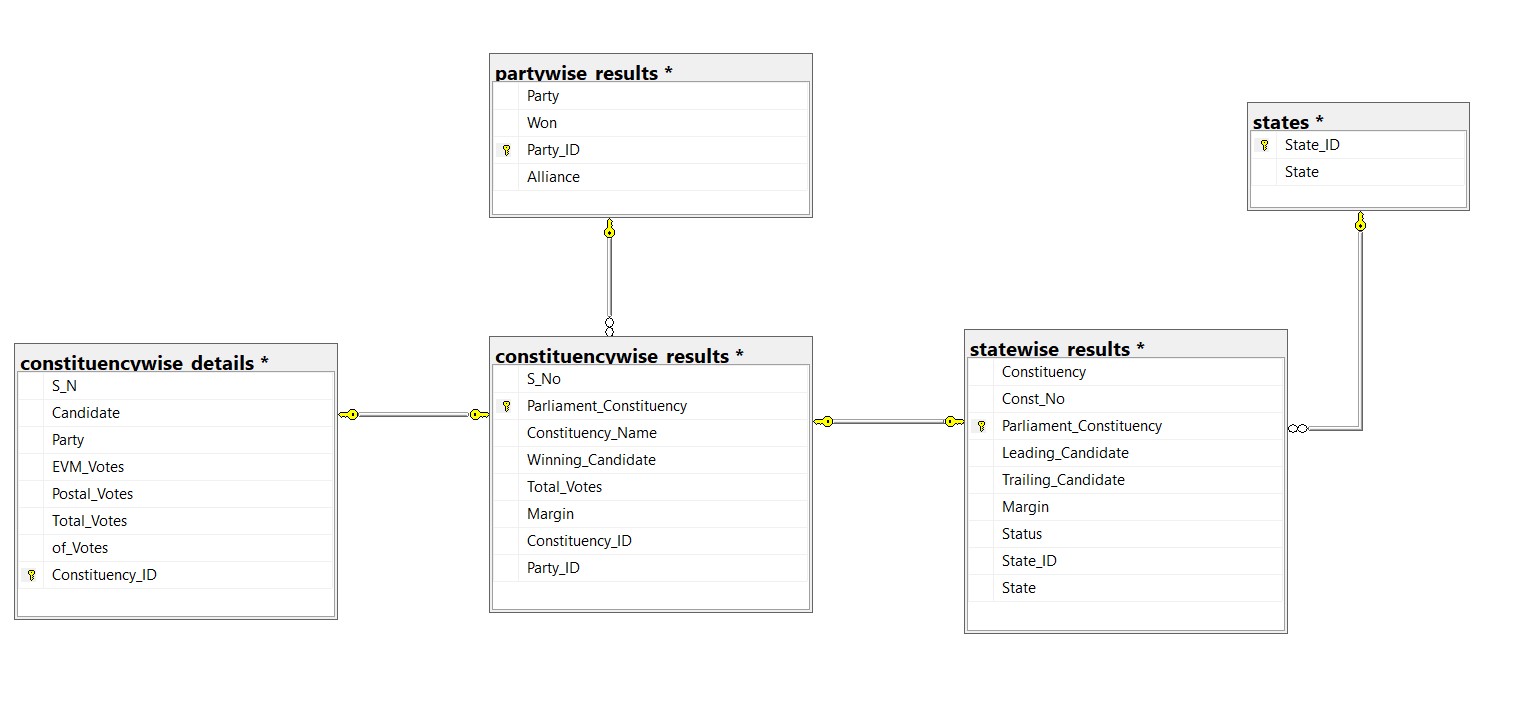 partywise_results *
Party
Won
Party_ID
Alliance
states *
State_ID
State
constituencywise_details *
S_N
Candidate
Party
EVM_Votes
Postal_Votes
Total_Votes
of_Votes
Constituency_ID
constituencywise_results *
S_No
Parliament_Constituency
Constituency_Name
Winning_Candidate
Total_Votes
Margin
Constituency_ID
Party_ID
statewise_results *
Constituency
Const_No
Parliament_Constituency
Leading_Candidate
Trailing_Candidate
Margin
Status
State_ID
State